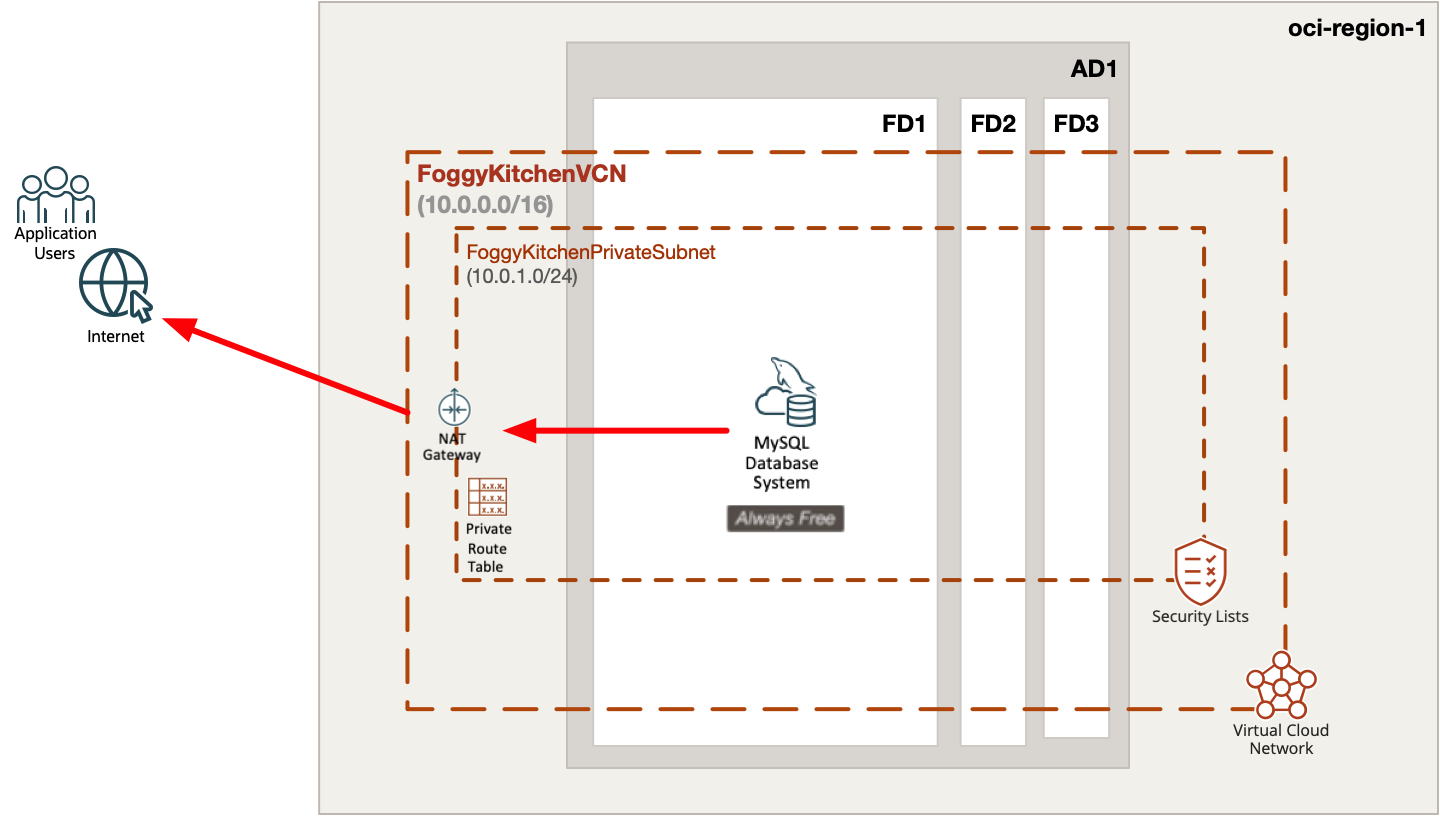 oci-region-1
AD1
FD1
FD2
FD3
FoggyKitchenVCN
(10.0.0.0/16)
FoggyKitchenPrivateSubnet
(10.0.1.0/24)
Application
Users
Internet
NAT
Gateway
x.x.x.
x.x.x.
x.x.x.
Private
Route
Table
MySQL
Database
System
Always Free
Security Lists
Virtual Cloud
Network